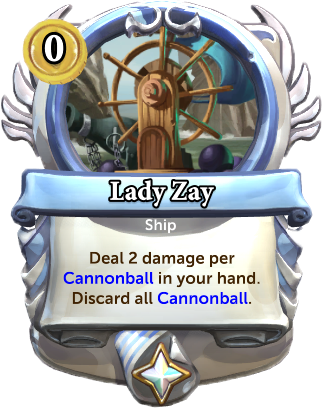 0
Lady Zay
Ship
Deal 2 damage per
Cannonball in your hand.
Discard all Cannonball.